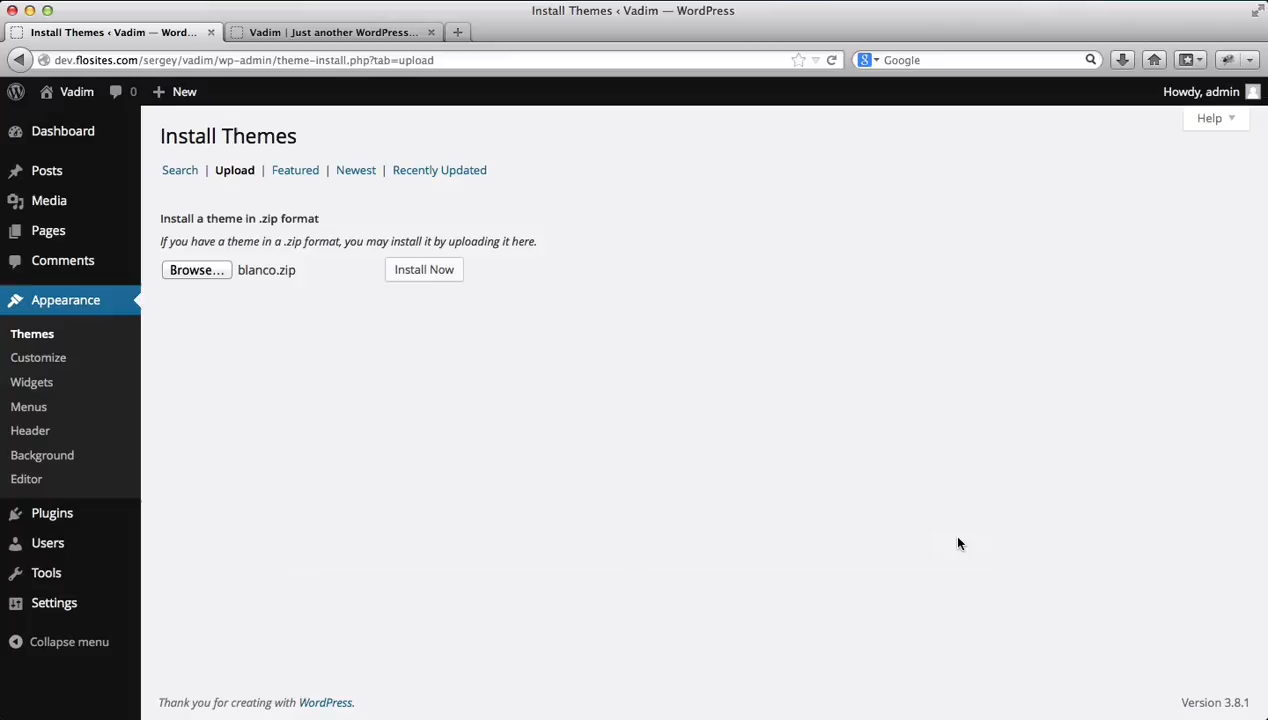 Install Themes ‹ Vadim — WordPress
Install Themes ‹ Vadim — Word...
Vadim | Just another WordPress...
dev.flosites.com/sergey/vadim/wp-admin/theme-install.php?tab=upload
Google
Vadim
0
New
Howdy, admin
Help
Dashboard
Posts
Media
Pages
Comments
Appearance
Themes
Customize
Widgets
Menus
Header
Background
Editor
Plugins
Users
Tools
Settings
Collapse menu
Install Themes
Search | Upload | Featured | Newest | Recently Updated
Install a theme in .zip format
If you have a theme in a .zip format, you may install it by uploading it here.
Browse... blanco.zip Install Now
Thank you for creating with WordPress.
Version 3.8.1